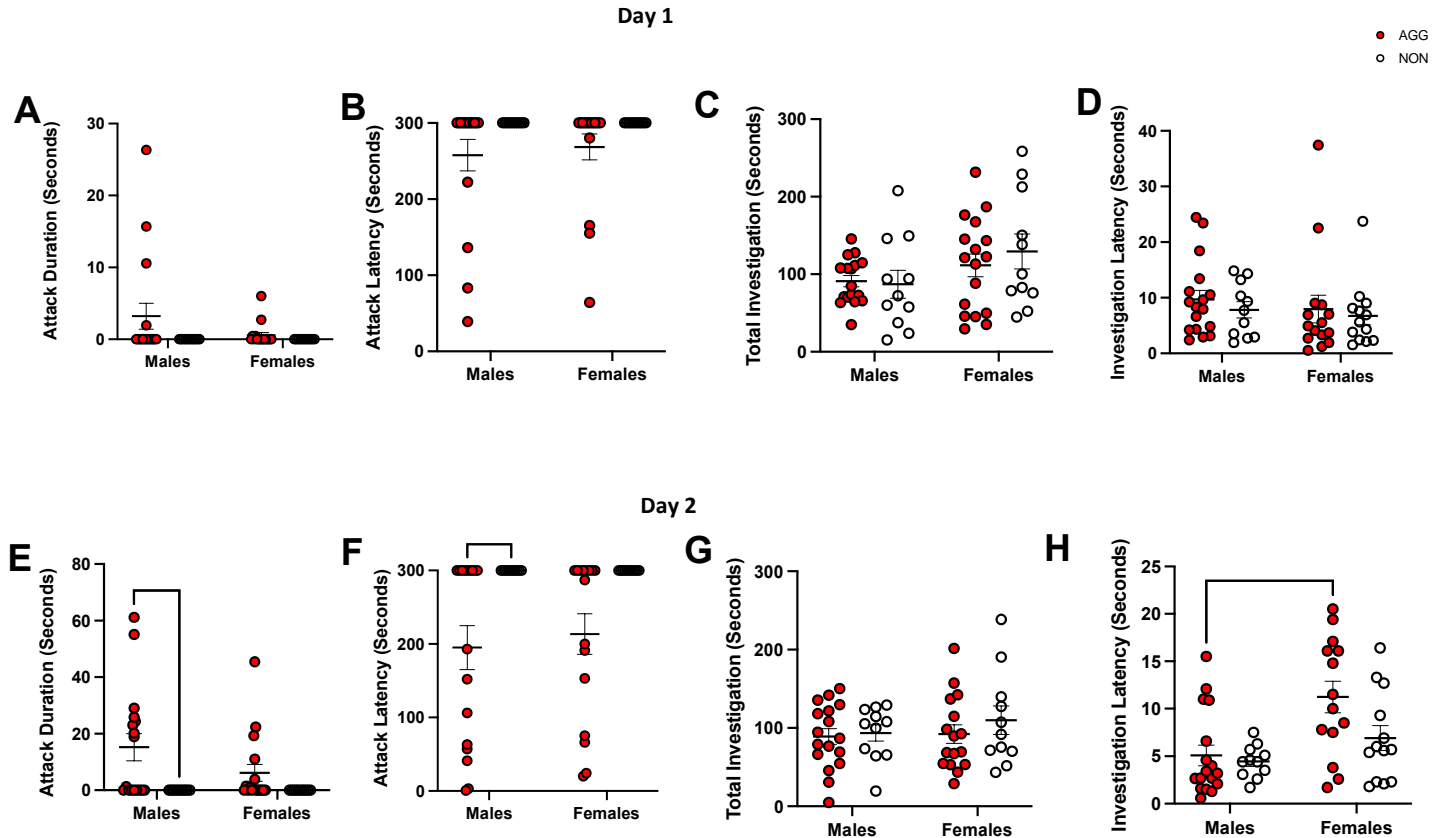 Day 1
AGG
NON
A
Attack Duration (Seconds)
30
20
10
0
Males
Females
B
Attack Latency (Seconds)
300
200
100
0
Males
Females
C
Total Investigation (Seconds)
300
200
100
0
Males
Females
D
Investigation Latency (Seconds)
40
30
20
10
0
Males
Females
Day 2
E
Attack Duration (Seconds)
80
60
40
20
0
Males
Females
F
Attack Latency (Seconds)
300
200
100
0
Males
Females
G
Total Investigation (Seconds)
300
200
100
0
Males
Females
H
Investigation Latency (Seconds)
25
20
15
10
5
0
Males
Females